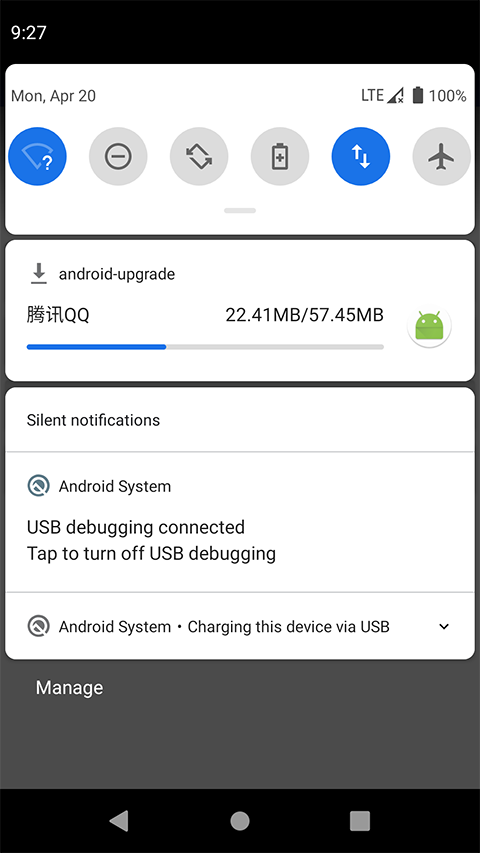 9:27
Mon, Apr 20 LTE 100%
?
android-upgrade
腾讯QQ 22.41MB/57.45MB
Silent notifications
Android System
USB debugging connected
Tap to turn off USB debugging
Android System • Charging this device via USB
Manage